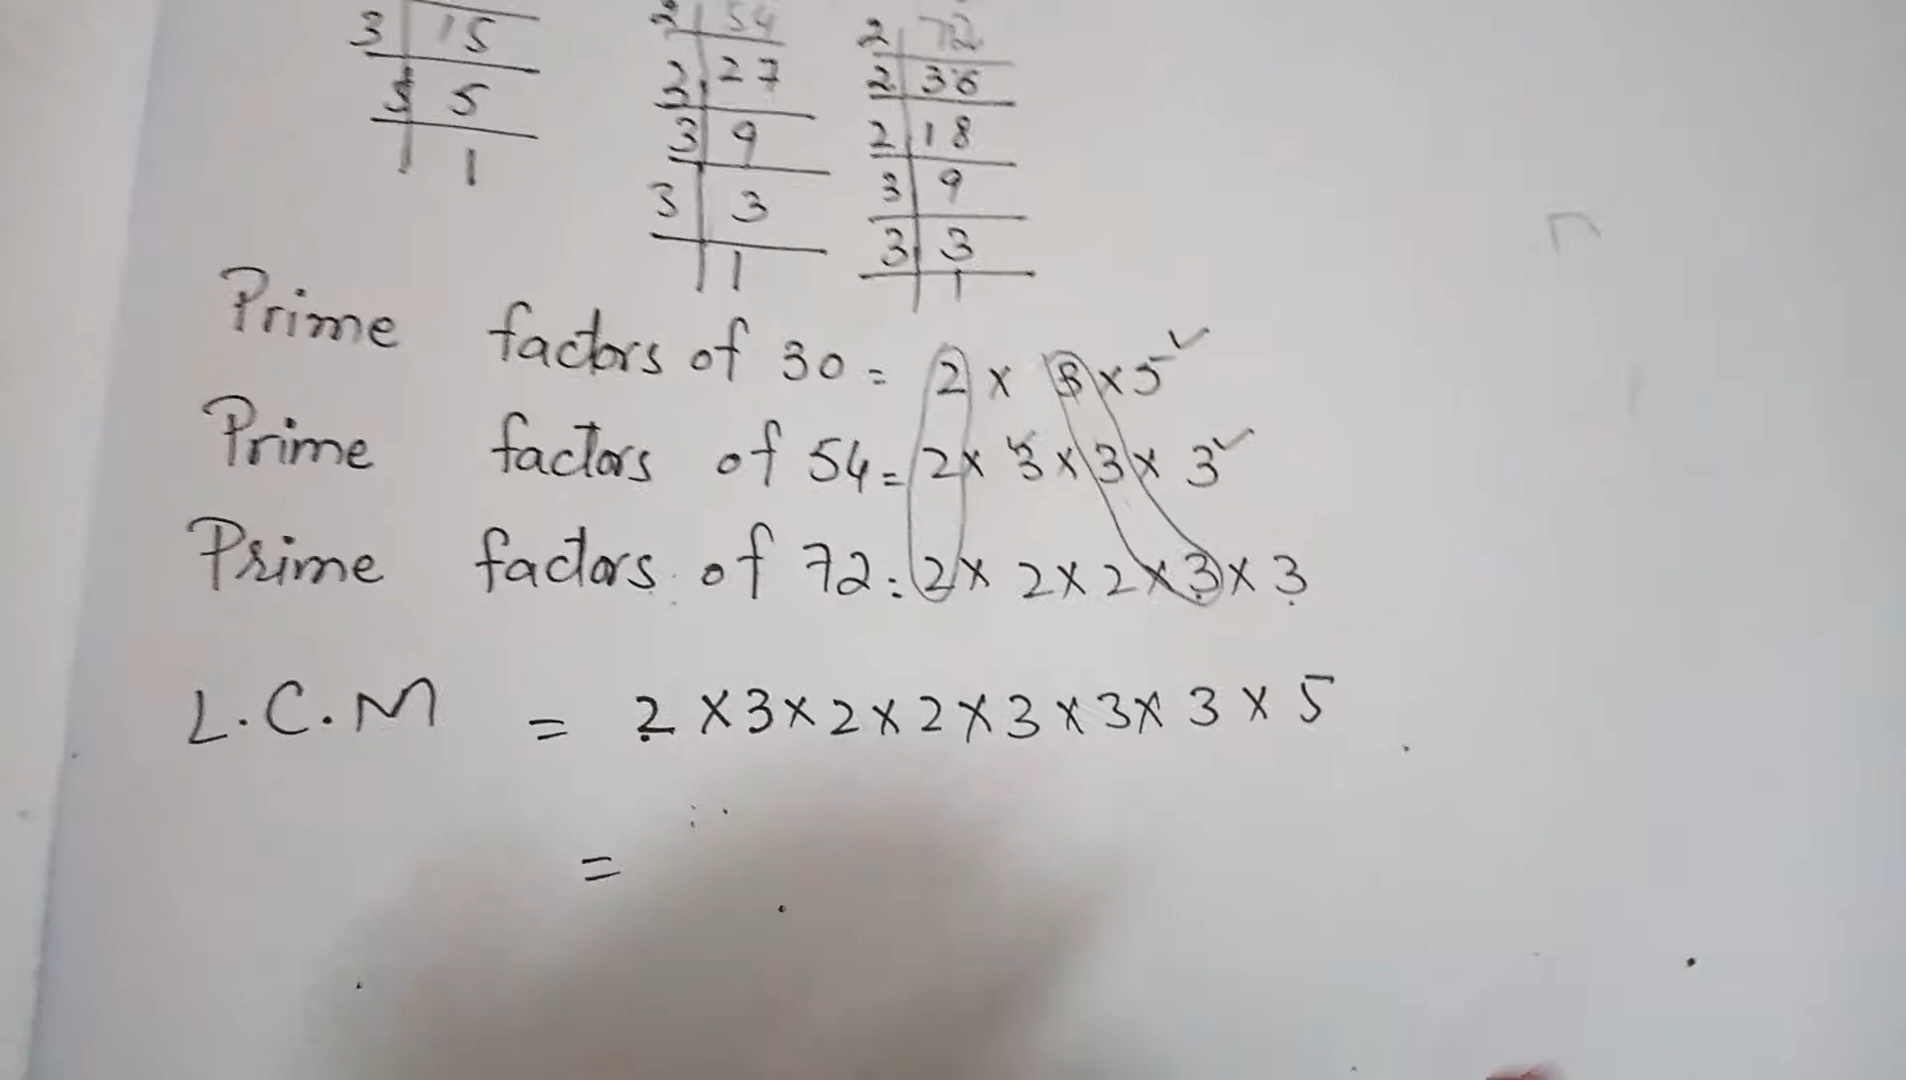 3 15 2 54 2 72
2 27 2 36
5 5 3 9 2 18
1 3 3 3 9
1 3 3
1
Prime factors of 30 = 2 x 3 x 5
Prime factors of 54 = 2 x 3 x 3 x 3
Prime factors of 72 = 2 x 2 x 2 x 3 x 3
L.C.M = 2 x 3 x 2 x 2 x 3 x 3 x 3 x 5
=